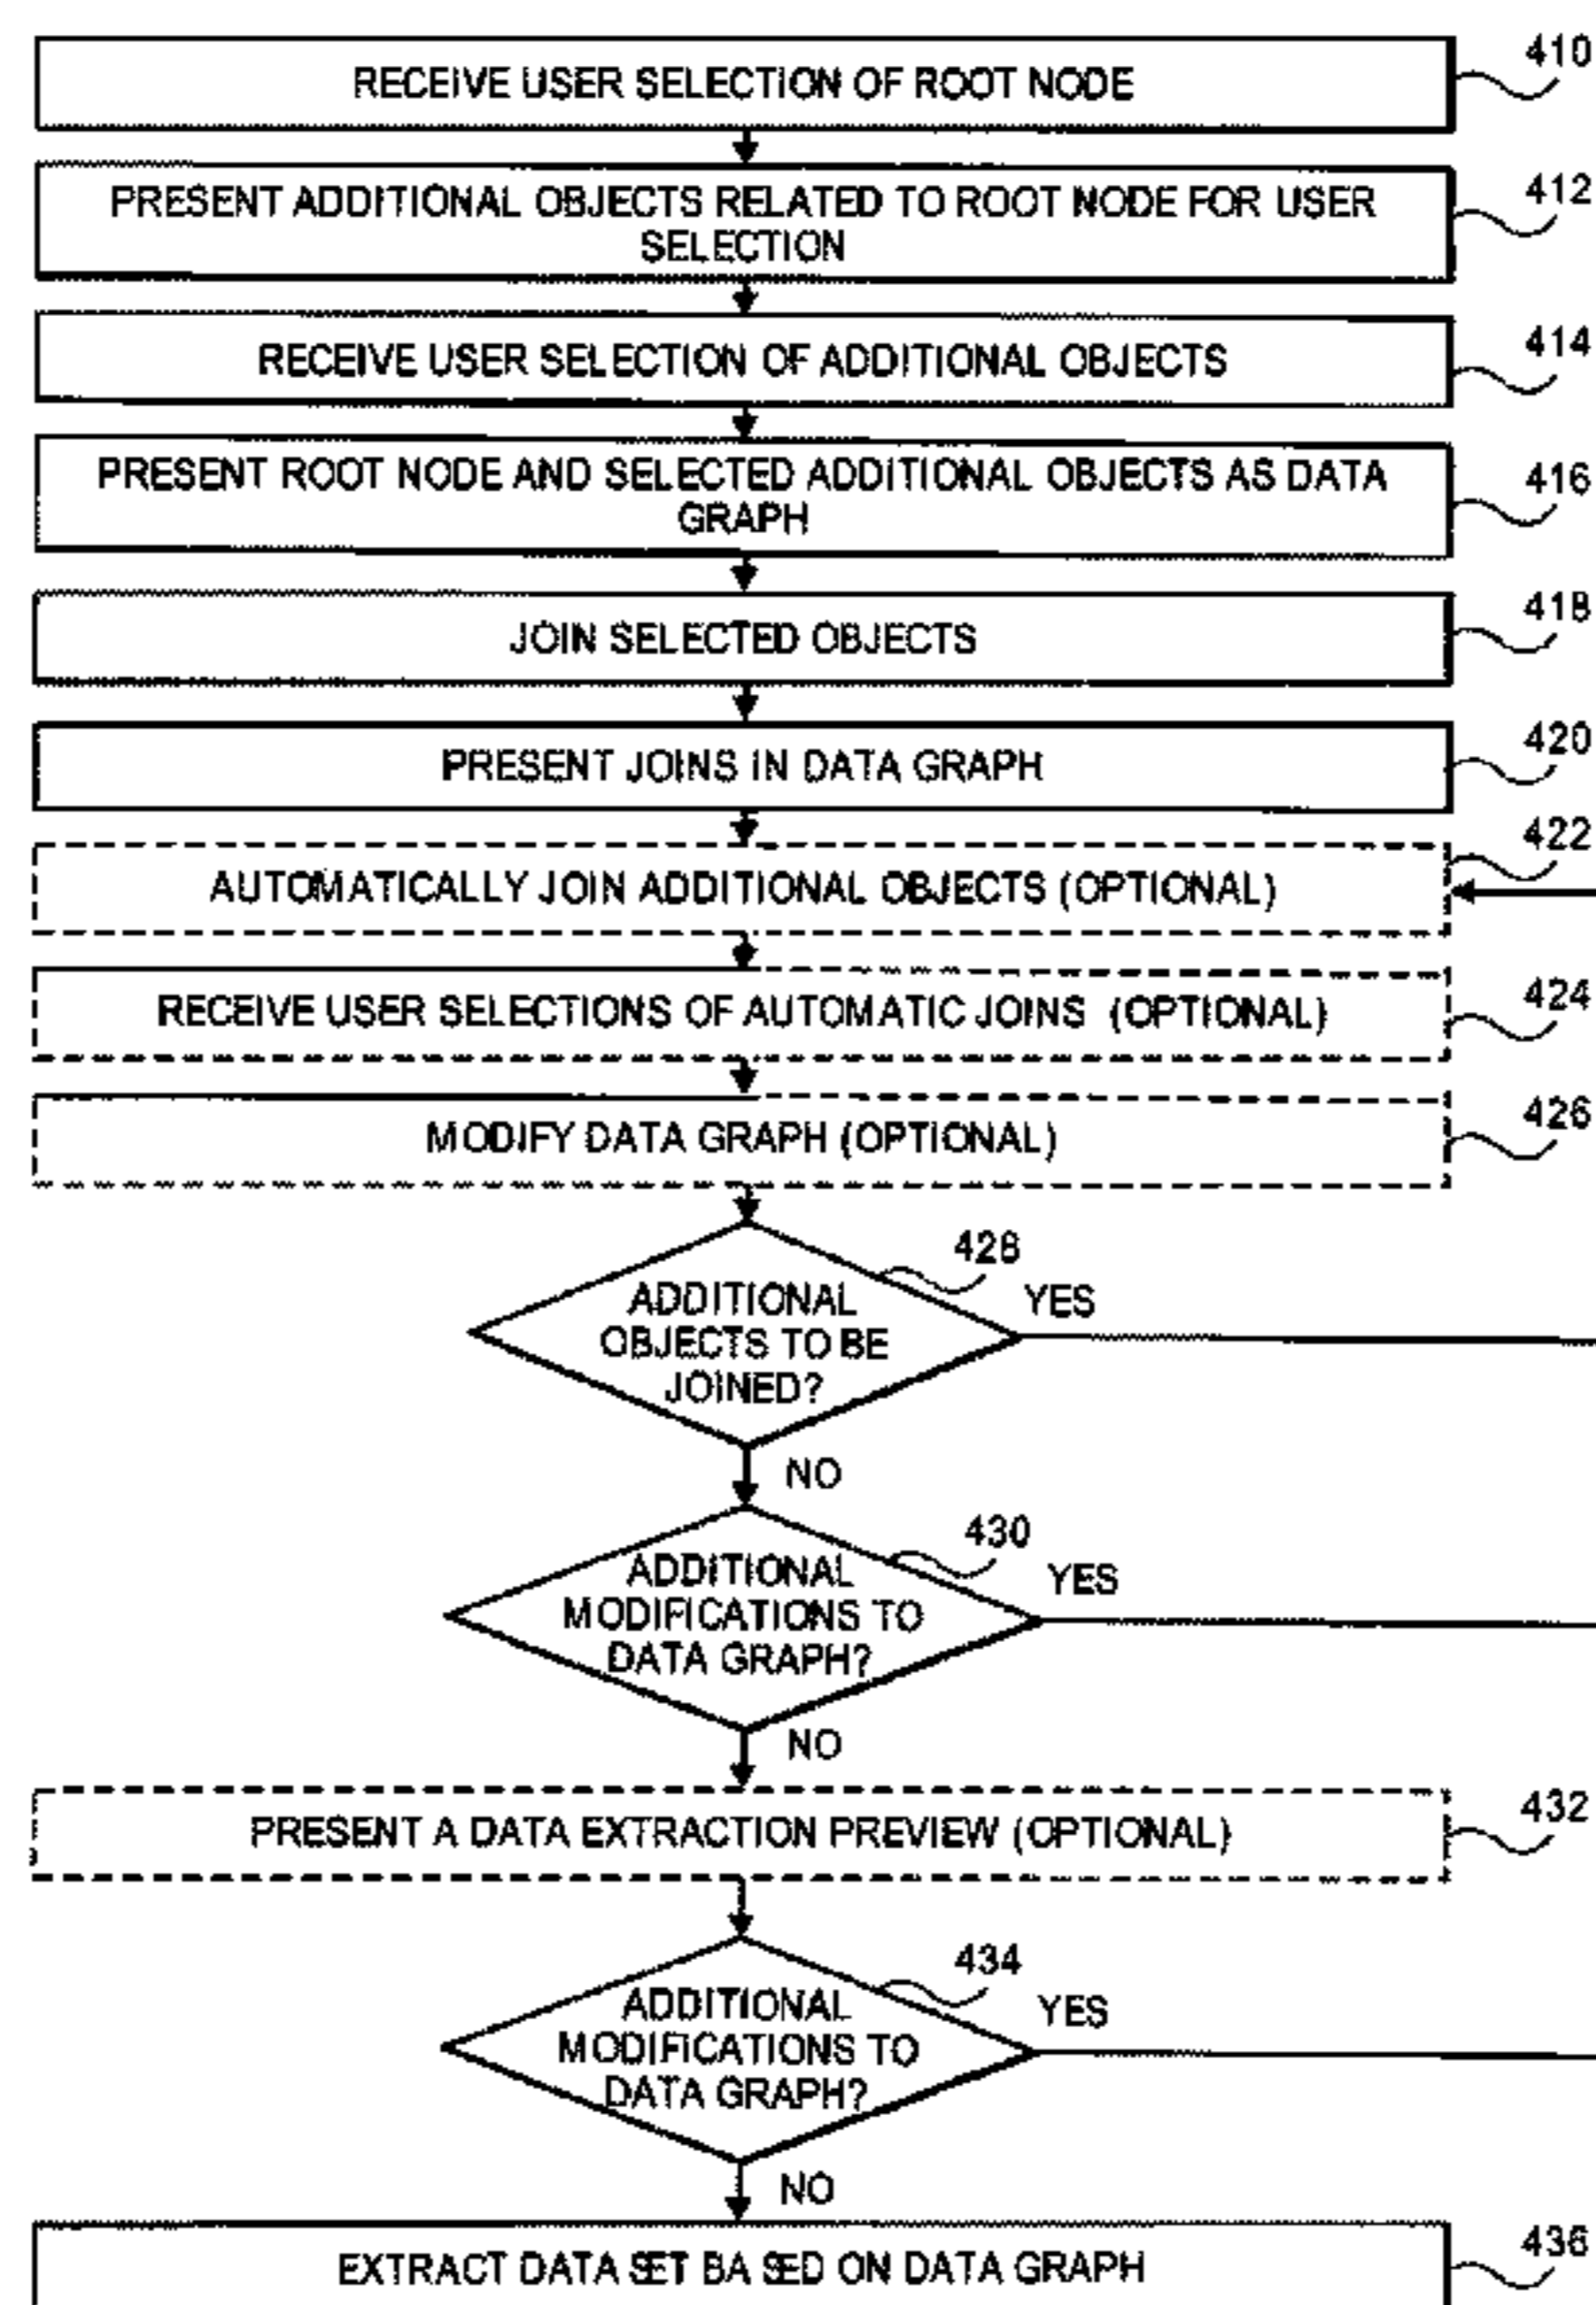 RECEIVE USER SELECTION OF ROOT NODE
410
PRESENT ADDITIONAL OBJECTS RELATED TO ROOT NODE FOR USER
SELECTION
412
RECEIVE USER SELECTION OF ADDITIONAL OBJECTS
414
PRESENT ROOT NODE AND SELECTED ADDITIONAL OBJECTS AS DATA
GRAPH
416
JOIN SELECTED OBJECTS
418
PRESENT JOINS IN DATA GRAPH
420
AUTOMATICALLY JOIN ADDITIONAL OBJECTS (OPTIONAL)
422
RECEIVE USER SELECTIONS OF AUTOMATIC JOINS (OPTIONAL)
424
MODIFY DATA GRAPH (OPTIONAL)
426
428
ADDITIONAL
OBJECTS TO BE
JOINED?
YES
NO
430
ADDITIONAL
MODIFICATIONS TO
DATA GRAPH?
YES
NO
PRESENT A DATA EXTRACTION PREVIEW (OPTIONAL)
432
434
ADDITIONAL
MODIFICATIONS TO
DATA GRAPH?
YES
NO
EXTRACT DATA SET BASED ON DATA GRAPH
436